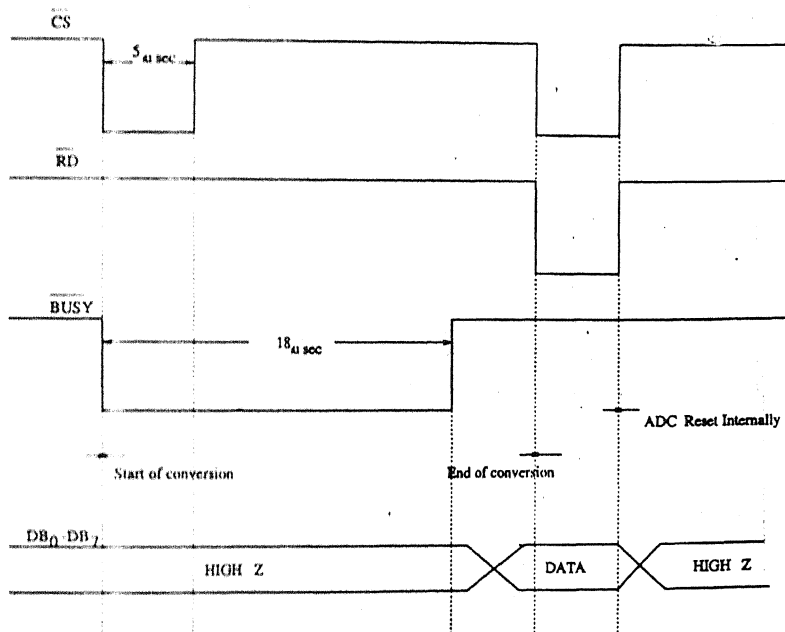 CS
5 μ sec
RD
BUSY
18 μ sec
ADC Reset Internally
Start of conversion
End of conversion
DB0-DB7
HIGH Z
DATA
HIGH Z